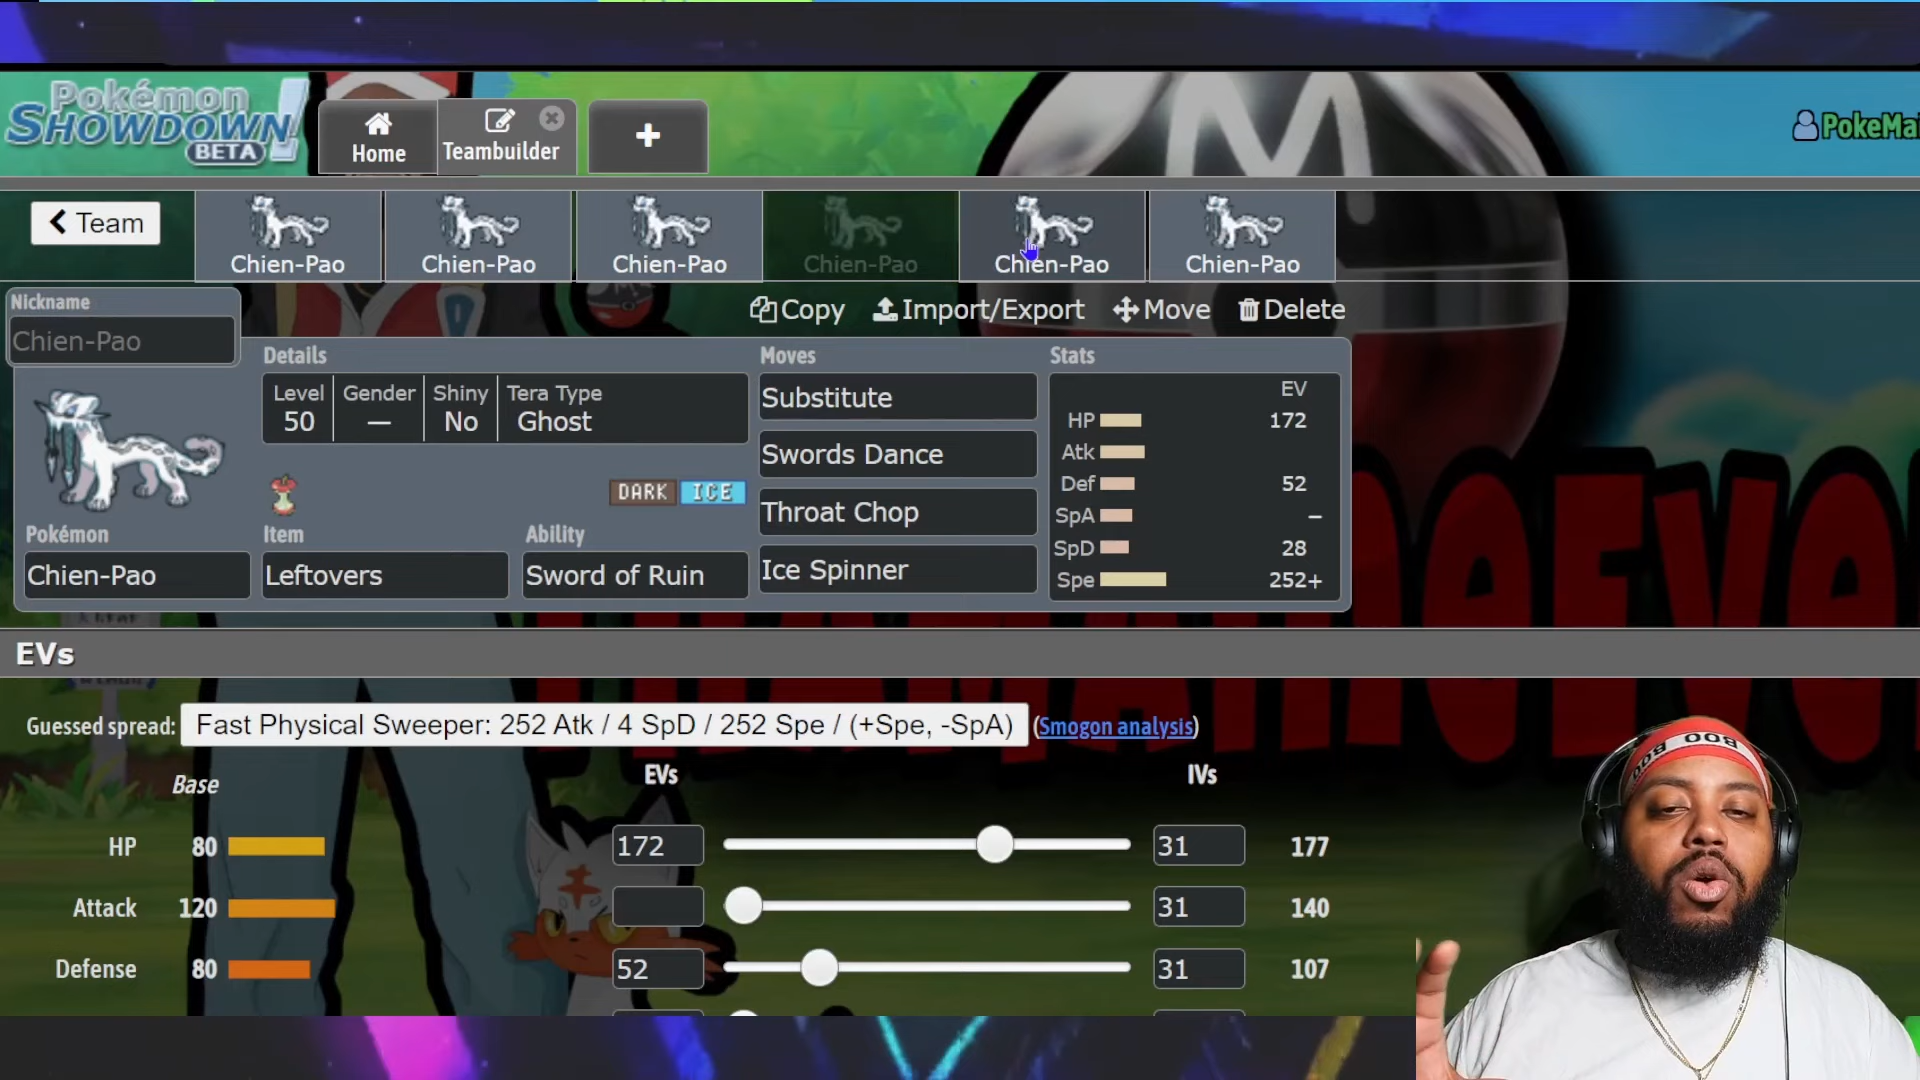 Pokémon
SHOWDOWN!
BETA
Home
Teambuilder
+
PokeMai
Team
Chien-Pao
Chien-Pao
Chien-Pao
Chien-Pao
Chien-Pao
Chien-Pao
Copy
Import/Export
Move
Delete
Nickname
Chien-Pao
Details
Level
50
Gender
—
Shiny
No
Tera Type
Ghost
DARK ICE
Pokémon
Chien-Pao
Item
Leftovers
Ability
Sword of Ruin
Moves
Substitute
Swords Dance
Throat Chop
Ice Spinner
Stats
EV
HP 172
Atk
Def 52
SpA −
SpD 28
Spe 252+
EVs
Guessed spread: Fast Physical Sweeper: 252 Atk / 4 SpD / 252 Spe / (+Spe, -SpA) (Smogon analysis)
Base EVs IVs
HP 80 172 31 177
Attack 120 31 140
Defense 80 52 31 107
BOO